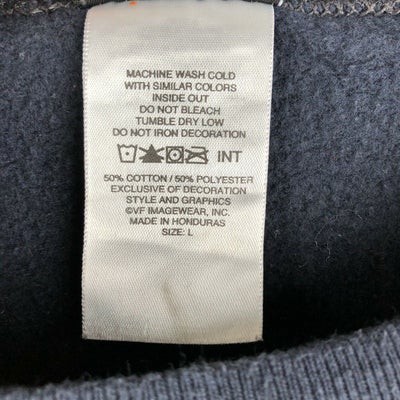 MACHINE WASH COLD
WITH SIMILAR COLORS
INSIDE OUT
DO NOT BLEACH
TUMBLE DRY LOW
DO NOT IRON DECORATION
INT
50% COTTON / 50% POLYESTER
EXCLUSIVE OF DECORATION
STYLE AND GRAPHICS
©VF IMAGEWEAR, INC.
MADE IN HONDURAS
SIZE: L